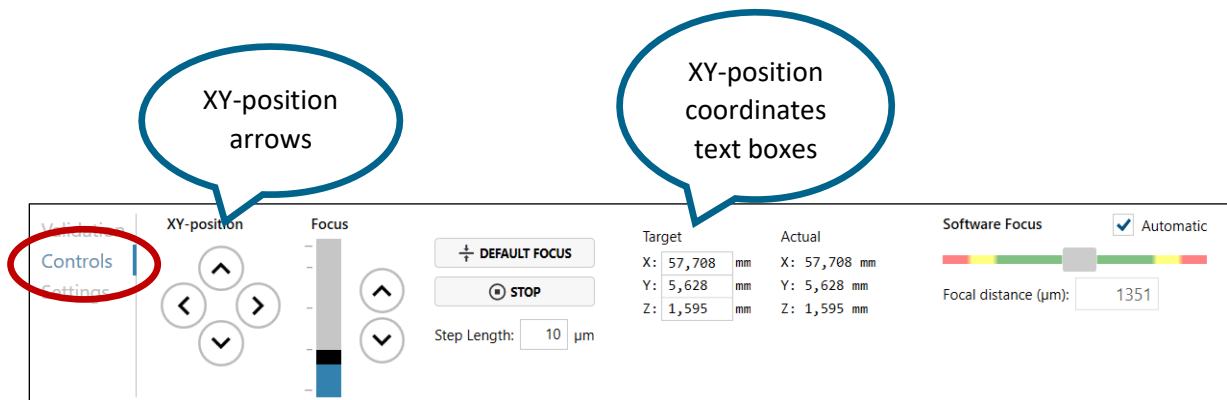 XY-position
arrows
XY-position
coordinates
text boxes
Validation
Controls
Settings
XY-position
Focus
DEFAULT FOCUS
STOP
Step Length: 10 µm
Target Actual
X: 57,708 mm X: 57,708 mm
Y: 5,628 mm Y: 5,628 mm
Z: 1,595 mm Z: 1,595 mm
Software Focus Automatic
Focal distance (µm): 1351